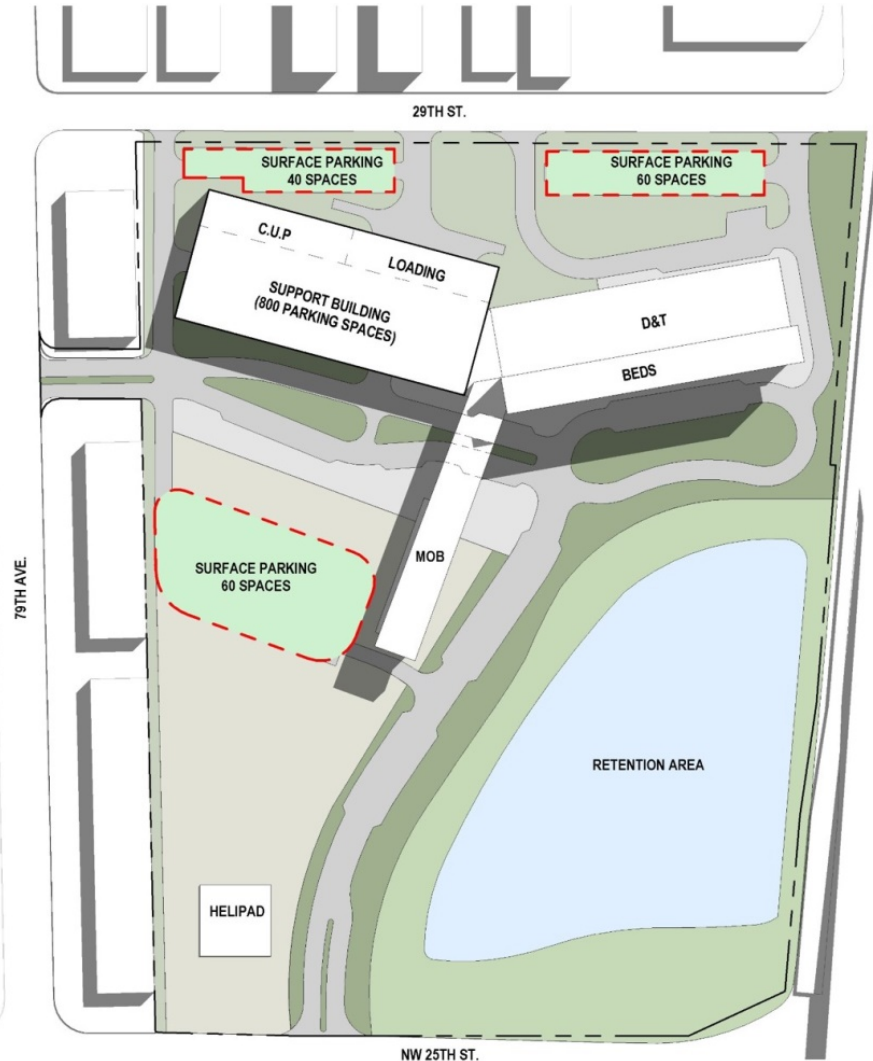 29TH ST.
SURFACE PARKING
40 SPACES
SURFACE PARKING
60 SPACES
C.U.P
LOADING
SUPPORT BUILDING
(800 PARKING SPACES)
D&T
BEDS
MOB
SURFACE PARKING
60 SPACES
79TH AVE.
RETENTION AREA
HELIPAD
NW 25TH ST.